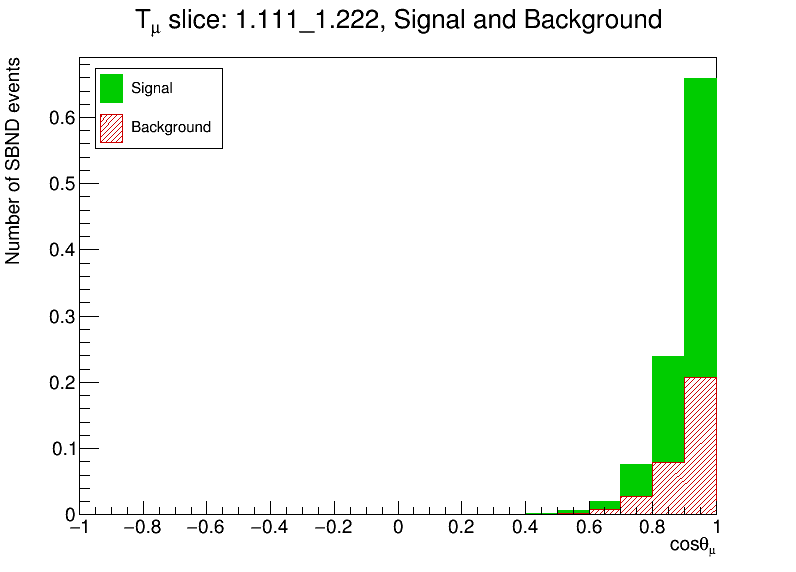 Tμ slice: 1.111_1.222, Signal and Background
Number of SBND events
Signal
Background
0.6
0.5
0.4
0.3
0.2
0.1
0
−1 −0.8 −0.6 −0.4 −0.2 0 0.2 0.4 0.6 0.8 1
cosθμ